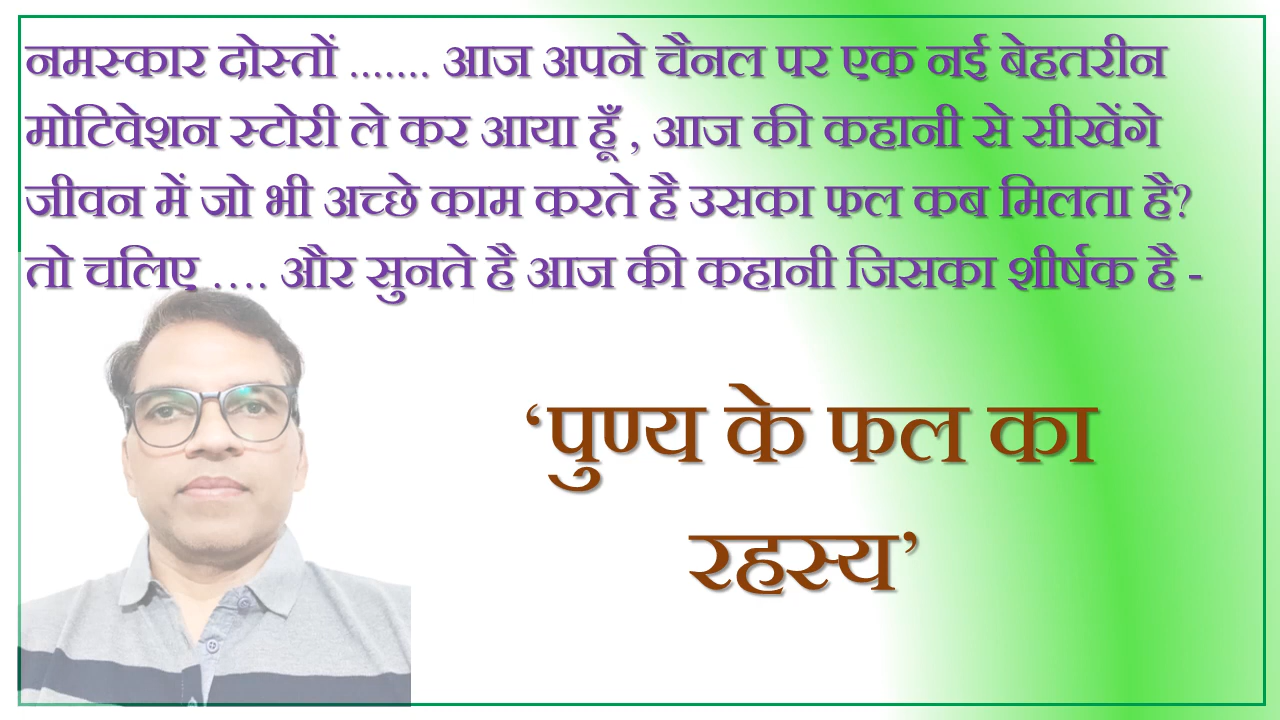 नमस्कार दोस्तों ....... आज अपने चैनल पर एक नई बेहतरीन
मोटिवेशन स्टोरी ले कर आया हूँ , आज की कहानी से सीखेंगे
जीवन में जो भी अच्छे काम करते है उसका फल कब मिलता है?
तो चलिए .... और सुनते हैं आज की कहानी जिसका शीर्षक है -
‘पुण्य के फल का
रहस्य’